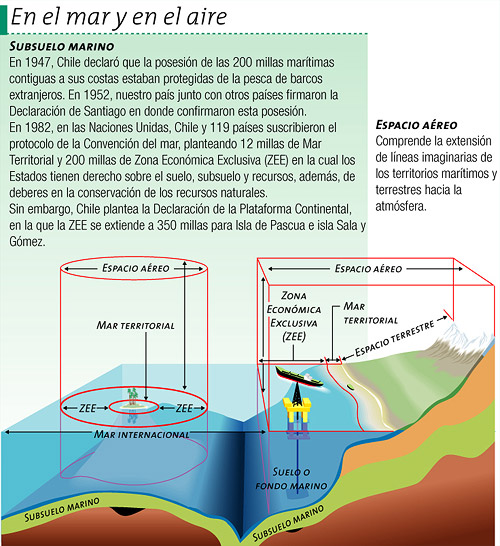 En el mar y en el aire
SUBSUELO MARINO
En 1947, Chile declaró que la posesión de las 200 millas marítimas
contiguas a sus costas estaban protegidas de la pesca de barcos
extranjeros. En 1952, nuestro país junto con otros países firmaron la
Declaración de Santiago en donde confirmaron esta posesión.
En 1982, en las Naciones Unidas, Chile y 119 países suscribieron el
protocolo de la Convención del mar, planteando 12 millas de Mar
Territorial y 200 millas de Zona Económica Exclusiva (ZEE) en la cual los
Estados tienen derecho sobre el suelo, subsuelo y recursos, además, de
deberes en la conservación de los recursos naturales.
Sin embargo, Chile plantea la Declaración de la Plataforma Continental,
en la que la ZEE se extiende a 350 millas para Isla de Pascua e isla Sala y
Gómez.
ESPACIO AÉREO
Comprende la extensión
de líneas imaginarias de
los territorios marítimos y
terrestres hacia la
atmósfera.
ESPACIO AÉREO
MAR TERRITORIAL
ZEE
ZEE
MAR INTERNACIONAL
ESPACIO AÉREO
ZONA
ECONÓMICA
EXCLUSIVA
(ZEE)
MAR
TERRITORIAL
ESPACIO TERRESTRE
SUELO O
FONDO MARINO
SUBSUELO MARINO
SUBSUELO MARINO